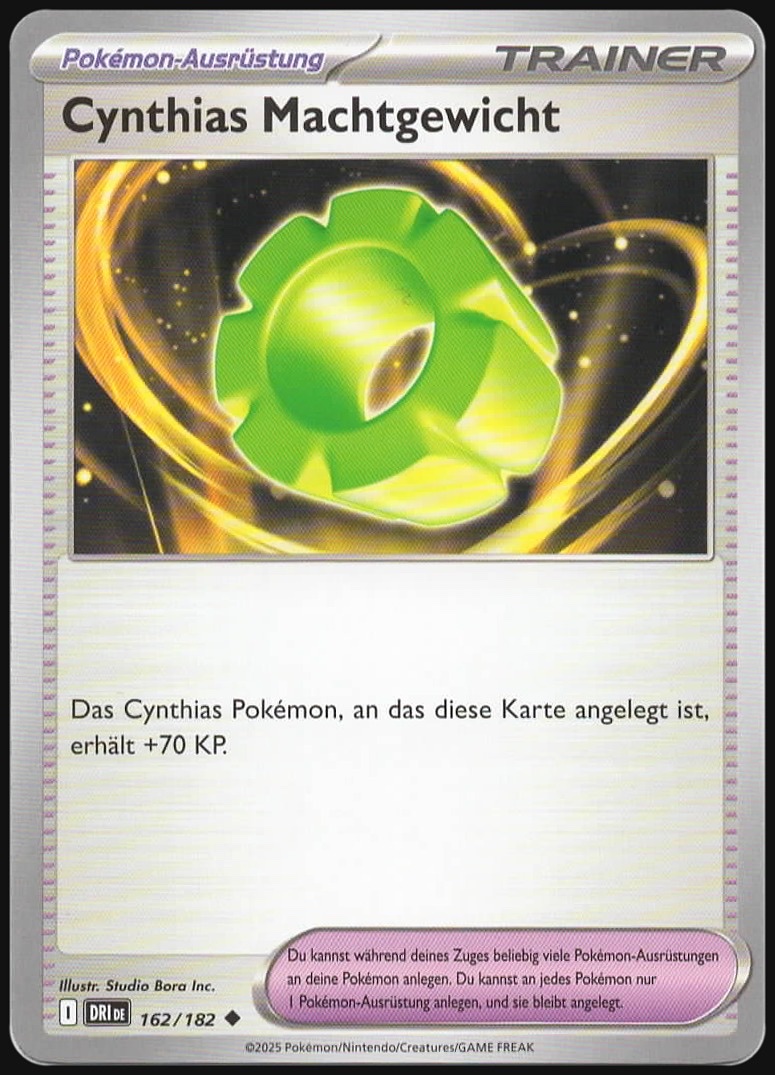 Pokémon-Ausrüstung
TRAINER
Cynthias Machtgewicht
Das Cynthias Pokémon, an das diese Karte angelegt ist,
erhält +70 KP.
Du kannst während deines Zuges beliebig viele Pokémon-Ausrüstungen
an deine Pokémon anlegen. Du kannst an jedes Pokémon nur
1 Pokémon-Ausrüstung anlegen, und sie bleibt angelegt.
Illustr. Studio Bora Inc.
I DRI DE 162/182
©2025 Pokémon/Nintendo/Creatures/GAME FREAK